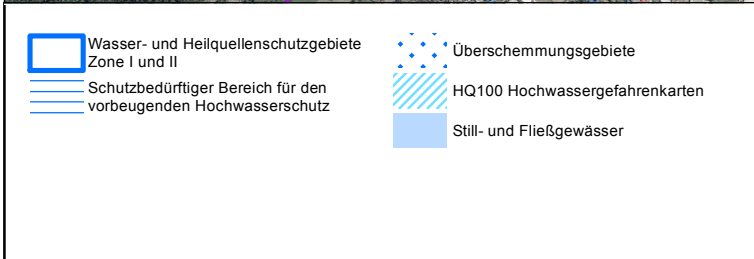 Wasser- und Heilquellenschutzgebiete
Zone I und II
Schutzbedürftiger Bereich für den
vorbeugenden Hochwasserschutz
Überschemmungsgebiete
HQ100 Hochwassergefahrenkarten
Still- und Fließgewässer